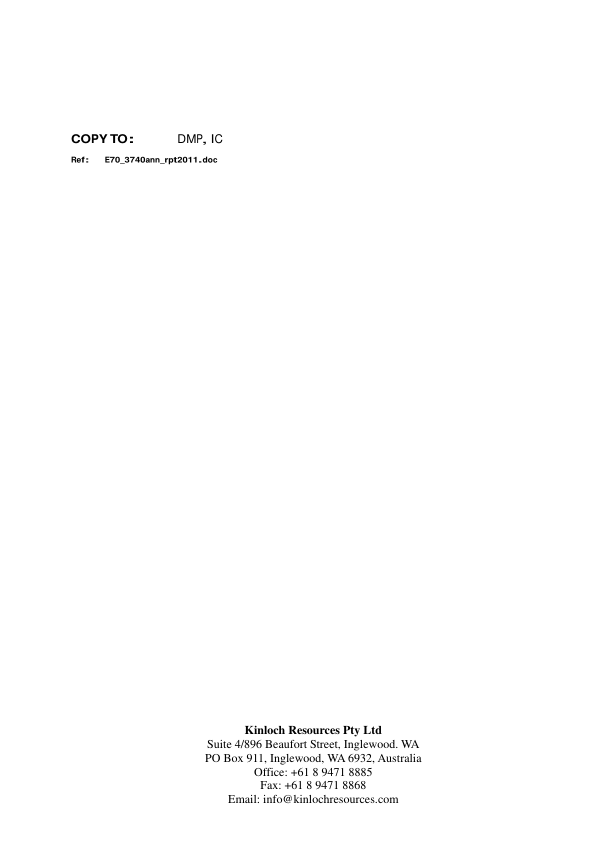 COPY TO: DMP, IC
Ref: E70_3740ann_rpt2011.doc
Kinloch Resources Pty Ltd
Suite 4/896 Beaufort Street, Inglewood. WA
PO Box 911, Inglewood, WA 6932, Australia
Office: +61 8 9471 8885
Fax: +61 8 9471 8868
Email: info@kinlochresources.com